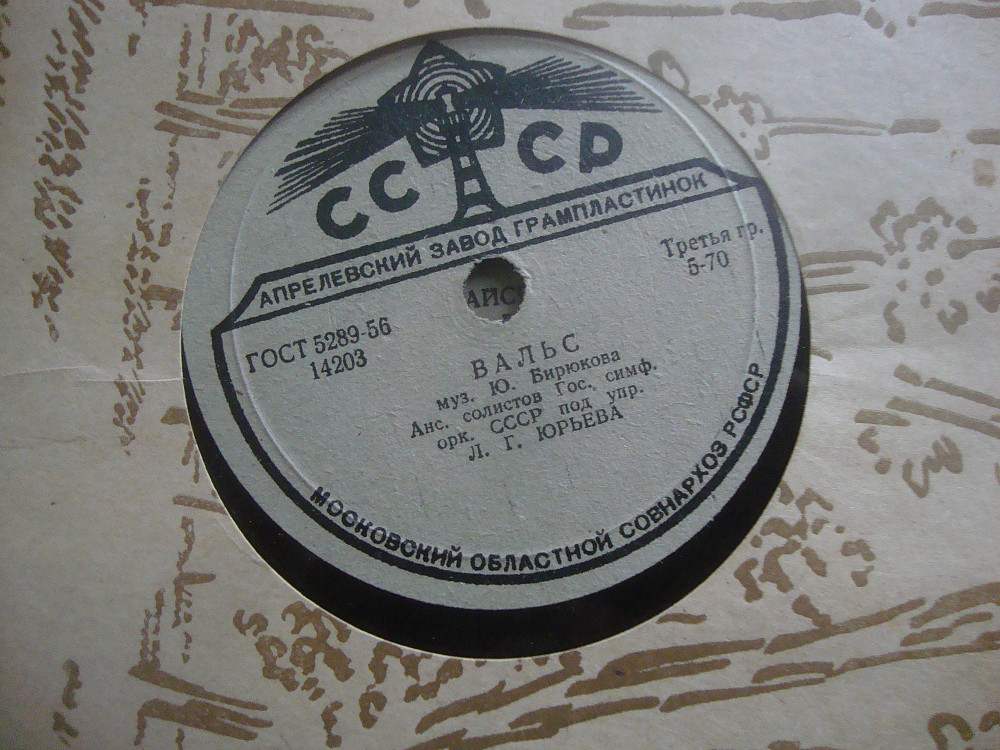 СССР
АПРЕЛЕВСКИЙ ЗАВОД ГРАМПЛАСТИНОК
Третья гр.
5-70
ГОСТ 5289-56
14203
ВАЛЬС
муз. Ю. Бирюкова
Анс. солистов Гос. симф.
орк. СССР под упр.
Л. Г. ЮРЬЕВА
МОСКОВСКИЙ ОБЛАСТНОЙ СОВНАРХОЗ РСФСР